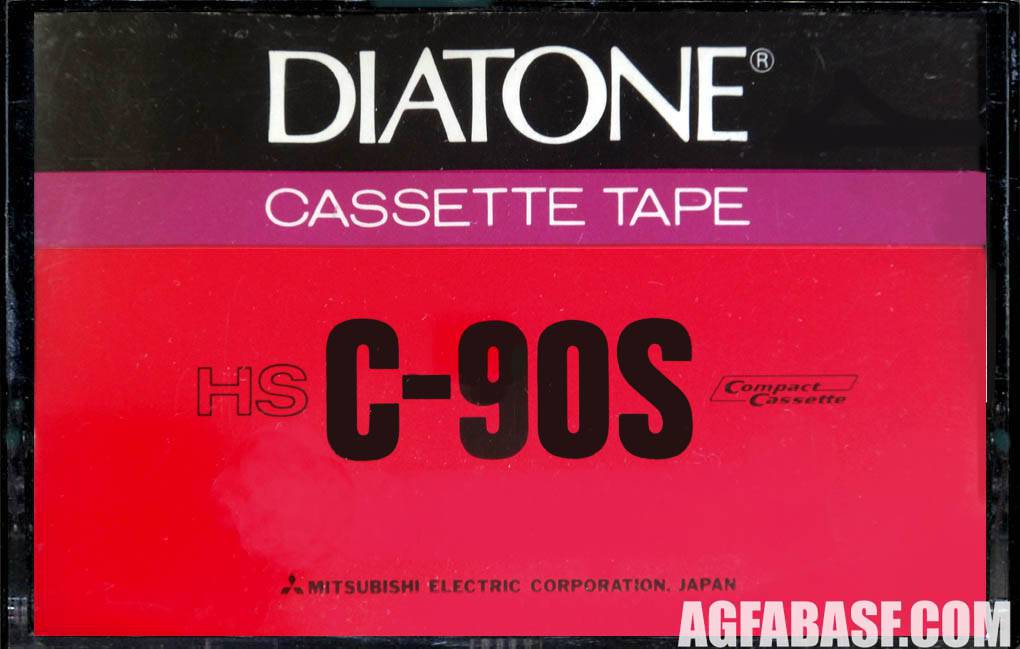 DIATONE®
CASSETTE TAPE
HS C-90S Compact Cassette
MITSUBISHI ELECTRIC CORPORATION, JAPAN
AGFABASF.COM